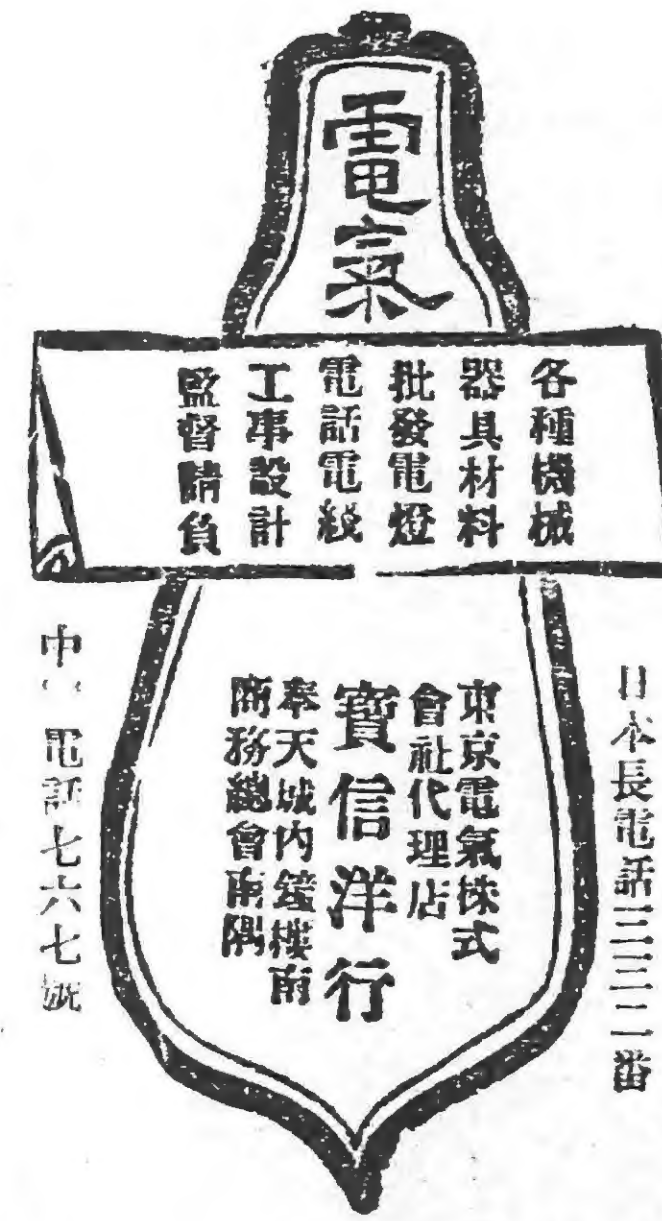 電氣
各種機械
器具材料
批發電燈
電話電綫
工事設計
監督請負
日本長電話三三二番
東京電氣株式
會社代理店
寶信洋行
奉天城内鐘樓南
商務總會南隅
中 電話七六七號